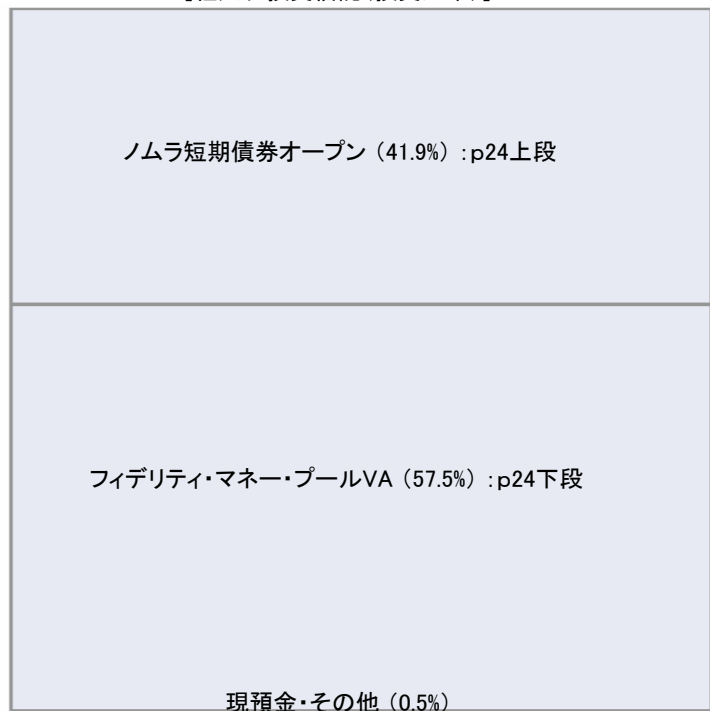 ノムラ短期債券オープン (41.9%) :p24上段
フィデリティ・マネー・プールVA (57.5%) :p24下段
現預金・その他 (0.5%)